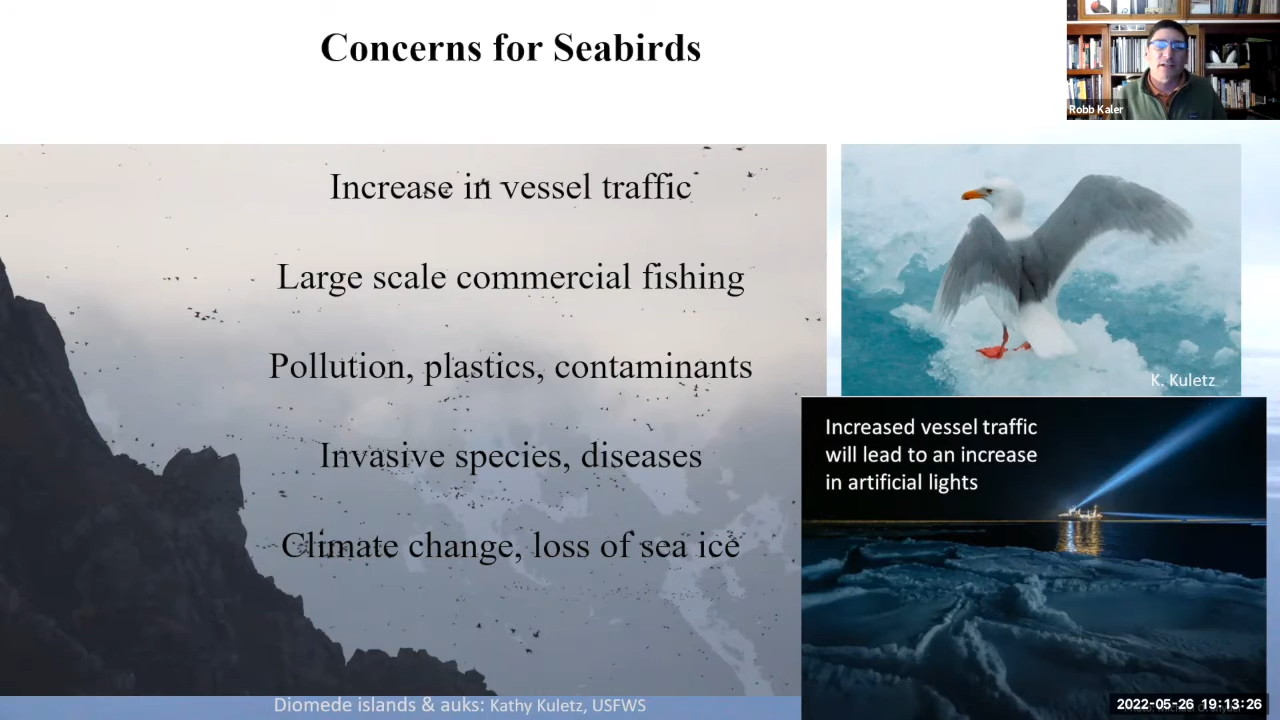 Concerns for Seabirds
Robb Kaler
Increase in vessel traffic
Large scale commercial fishing
Pollution, plastics, contaminants
Invasive species, diseases
Climate change, loss of sea ice
K. Kuletz
Increased vessel traffic
will lead to an increase
in artificial lights
Diomede islands & auks: Kathy Kuletz, USFWS
2022-05-26 19:13:26